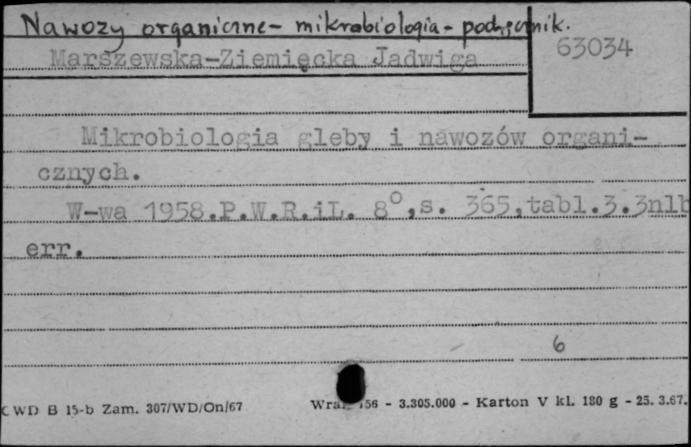 Nawozy organiczne - mikrobiologia - podręcznik.
63034
Marszewska-Ziemięcka Jadwiga
Mikrobiologia gleby i nawozów organi-
cznych.
W-wa 1958.P.W.R.iL. 8°,s. 365,tabl.3.3nlb
err.
6
CWD B 15-b Zam. 307/WD/On/67
56 - 3.305.000 - Karton V kl. 180 g - 25. 3.67.